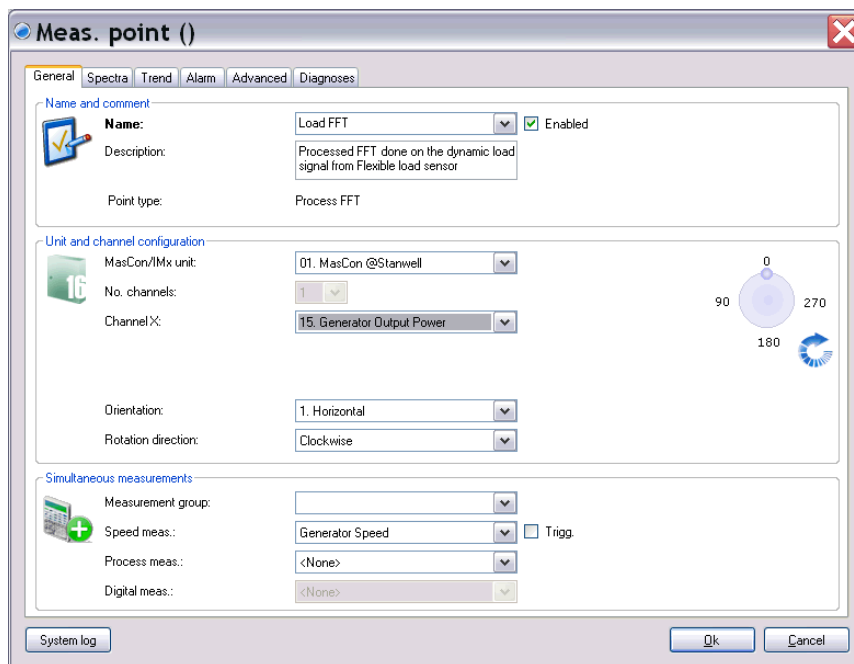 Meas. point ()
General Spectra Trend Alarm Advanced Diagnoses
Name and comment
Name: Load FFT Enabled
Description: Processed FFT done on the dynamic load
signal from Flexible load sensor
Point type: Process FFT
Unit and channel configuration
MasCon/IMx unit: 01. MasCon @Stanwell
16
No. channels: 1
Channel X: 15. Generator Output Power
0
90 270
180
Orientation: 1. Horizontal
Rotation direction: Clockwise
Simultaneous measurements
Measurement group:
Speed meas.: Generator Speed Trigg.
Process meas.: <None>
Digital meas.: <None>
System log Ok Cancel